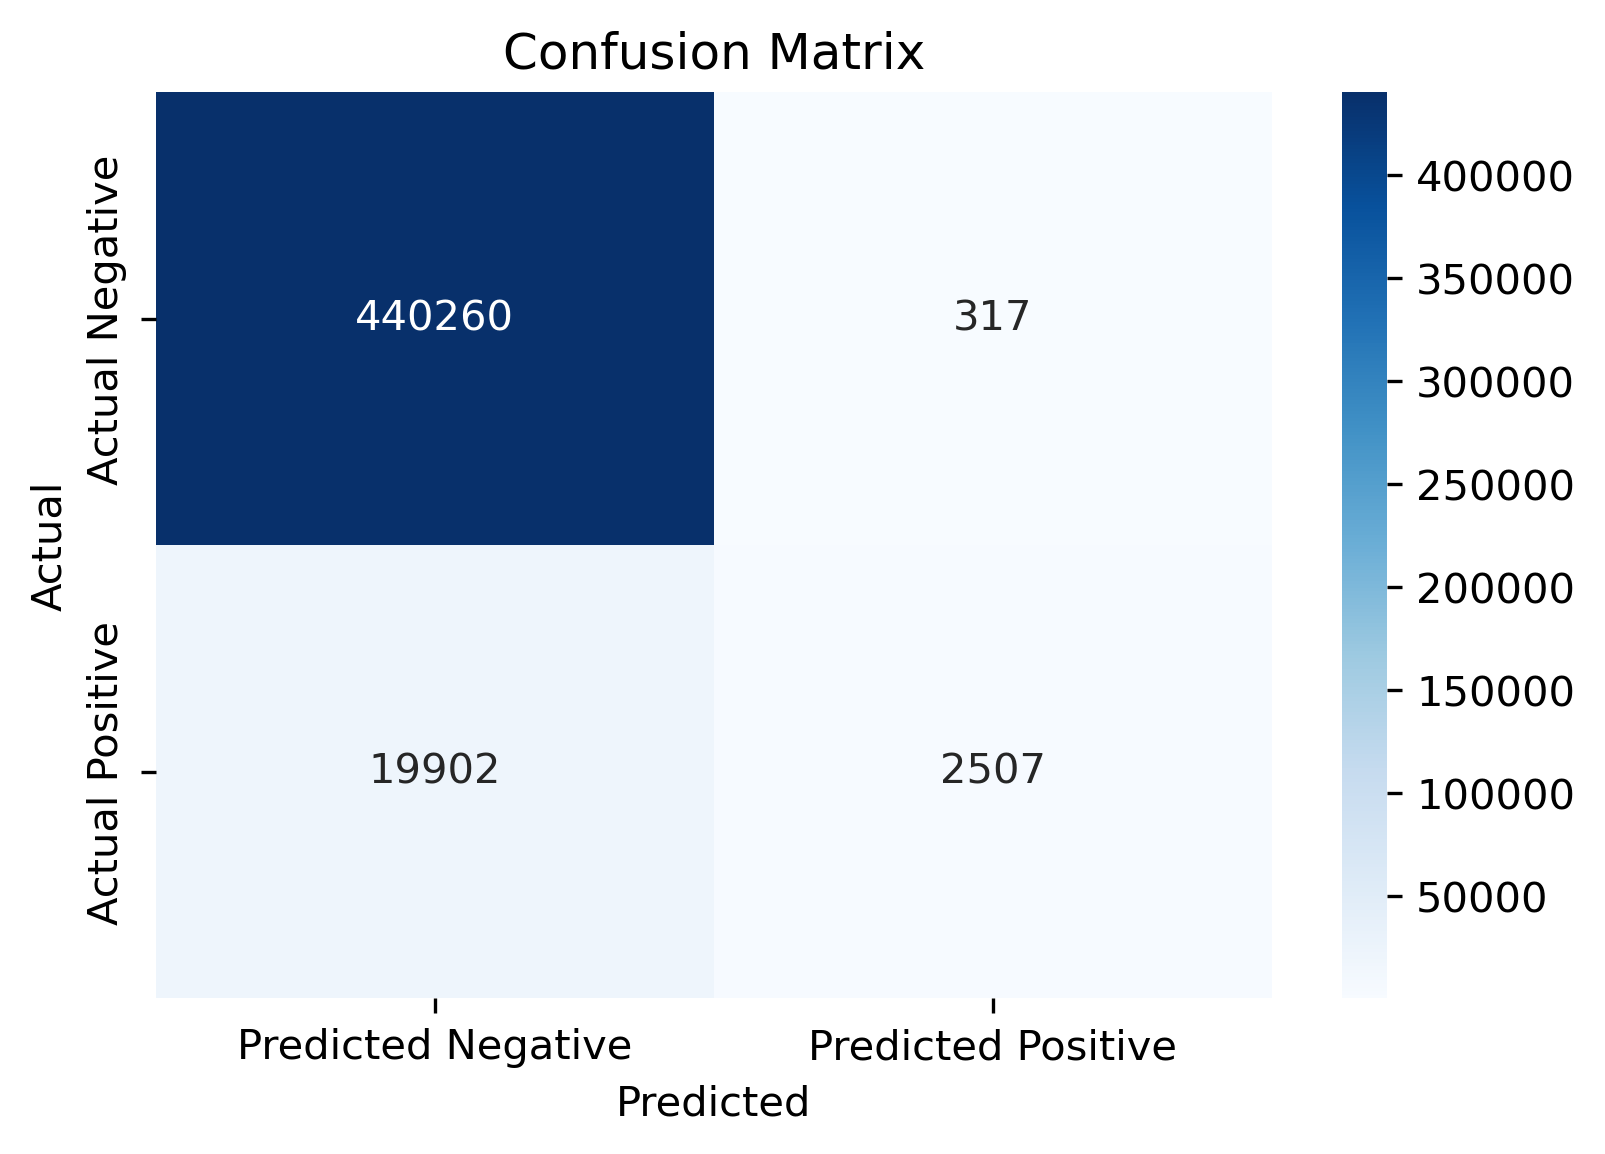 Confusion Matrix
Actual
Actual Negative
Actual Positive
440260
317
19902
2507
Predicted Negative
Predicted Positive
Predicted
400000
350000
300000
250000
200000
150000
100000
50000